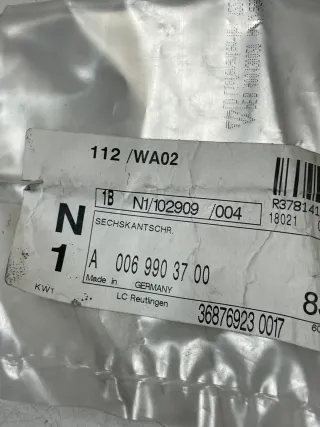 112 /WA02
1B N1/102909 /004
R378141
18021
N
1
SECHSKANTSCHR.
A 006 990 37 00
Made in GERMANY
KW1
LC Reutlingen
36876923 0017